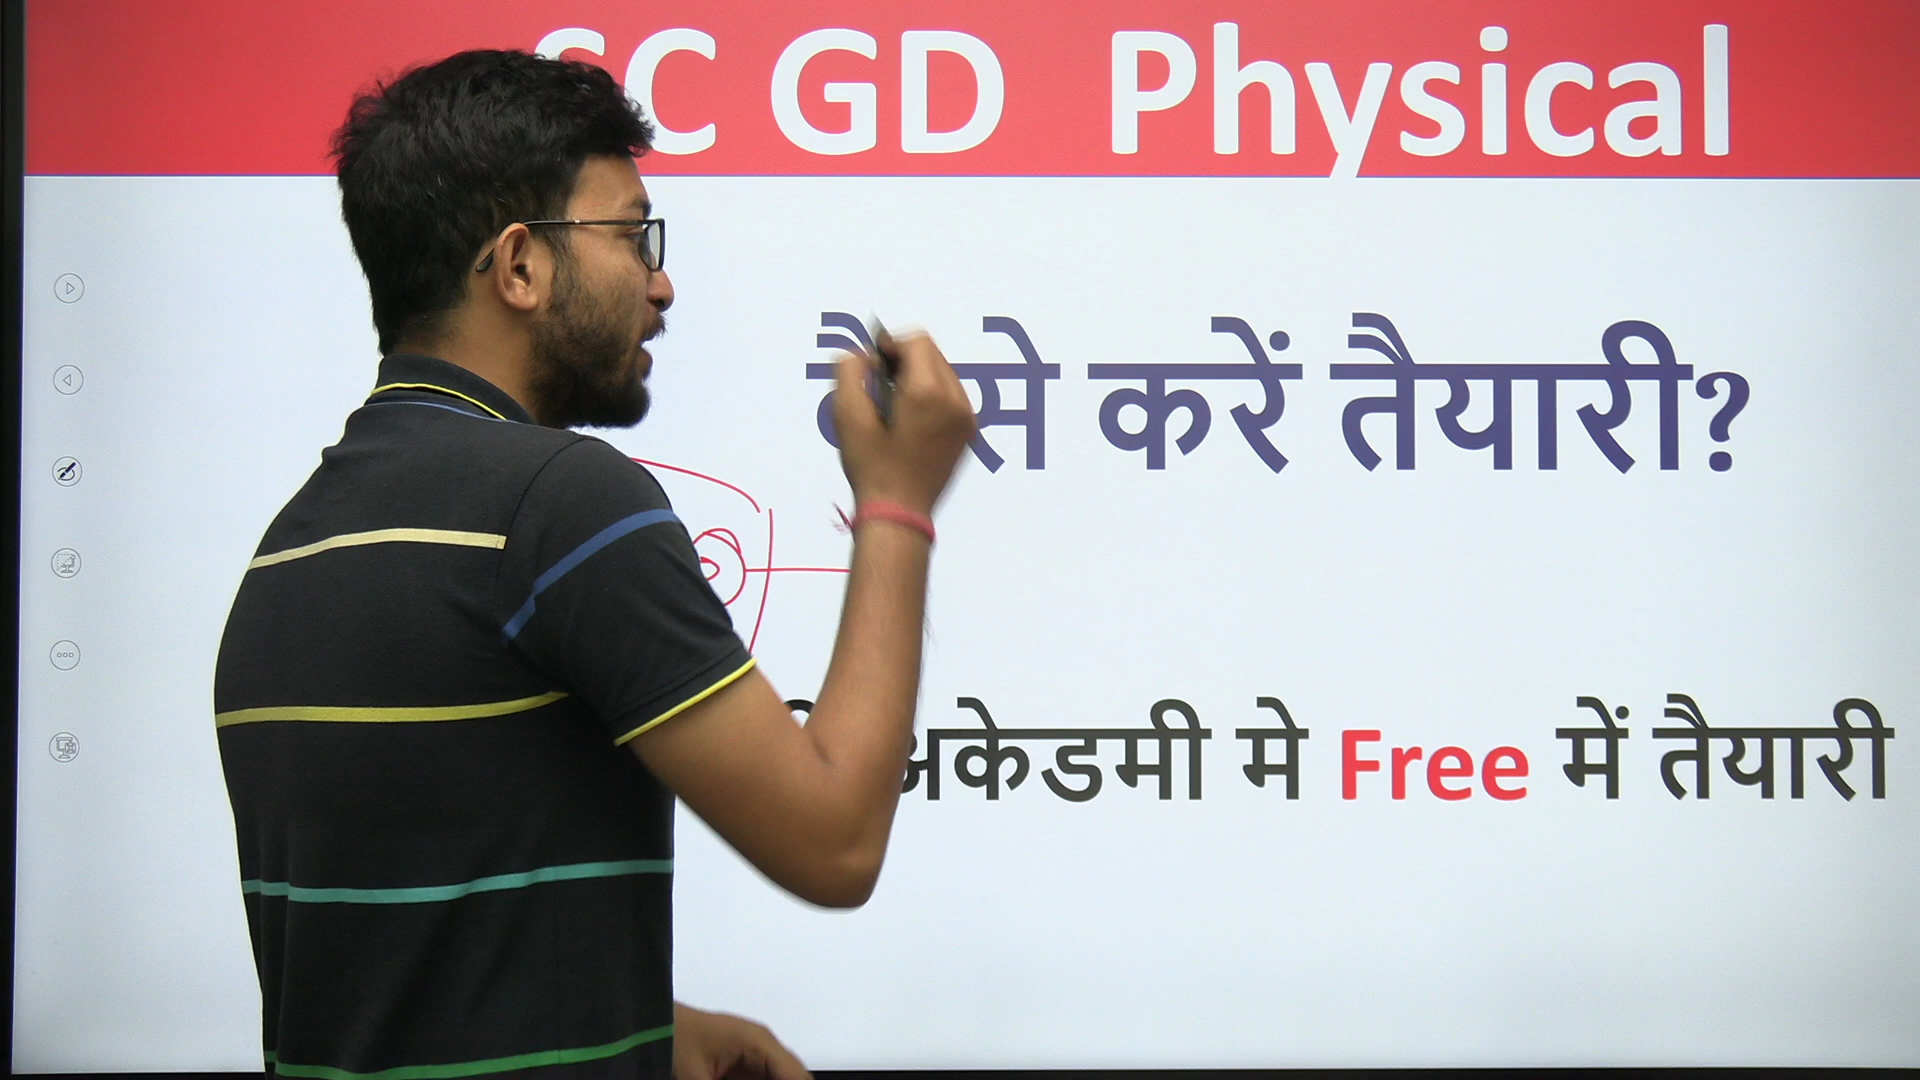 GD Physical
करें तैयारी?
अकेडमी मे Free में तैयारी